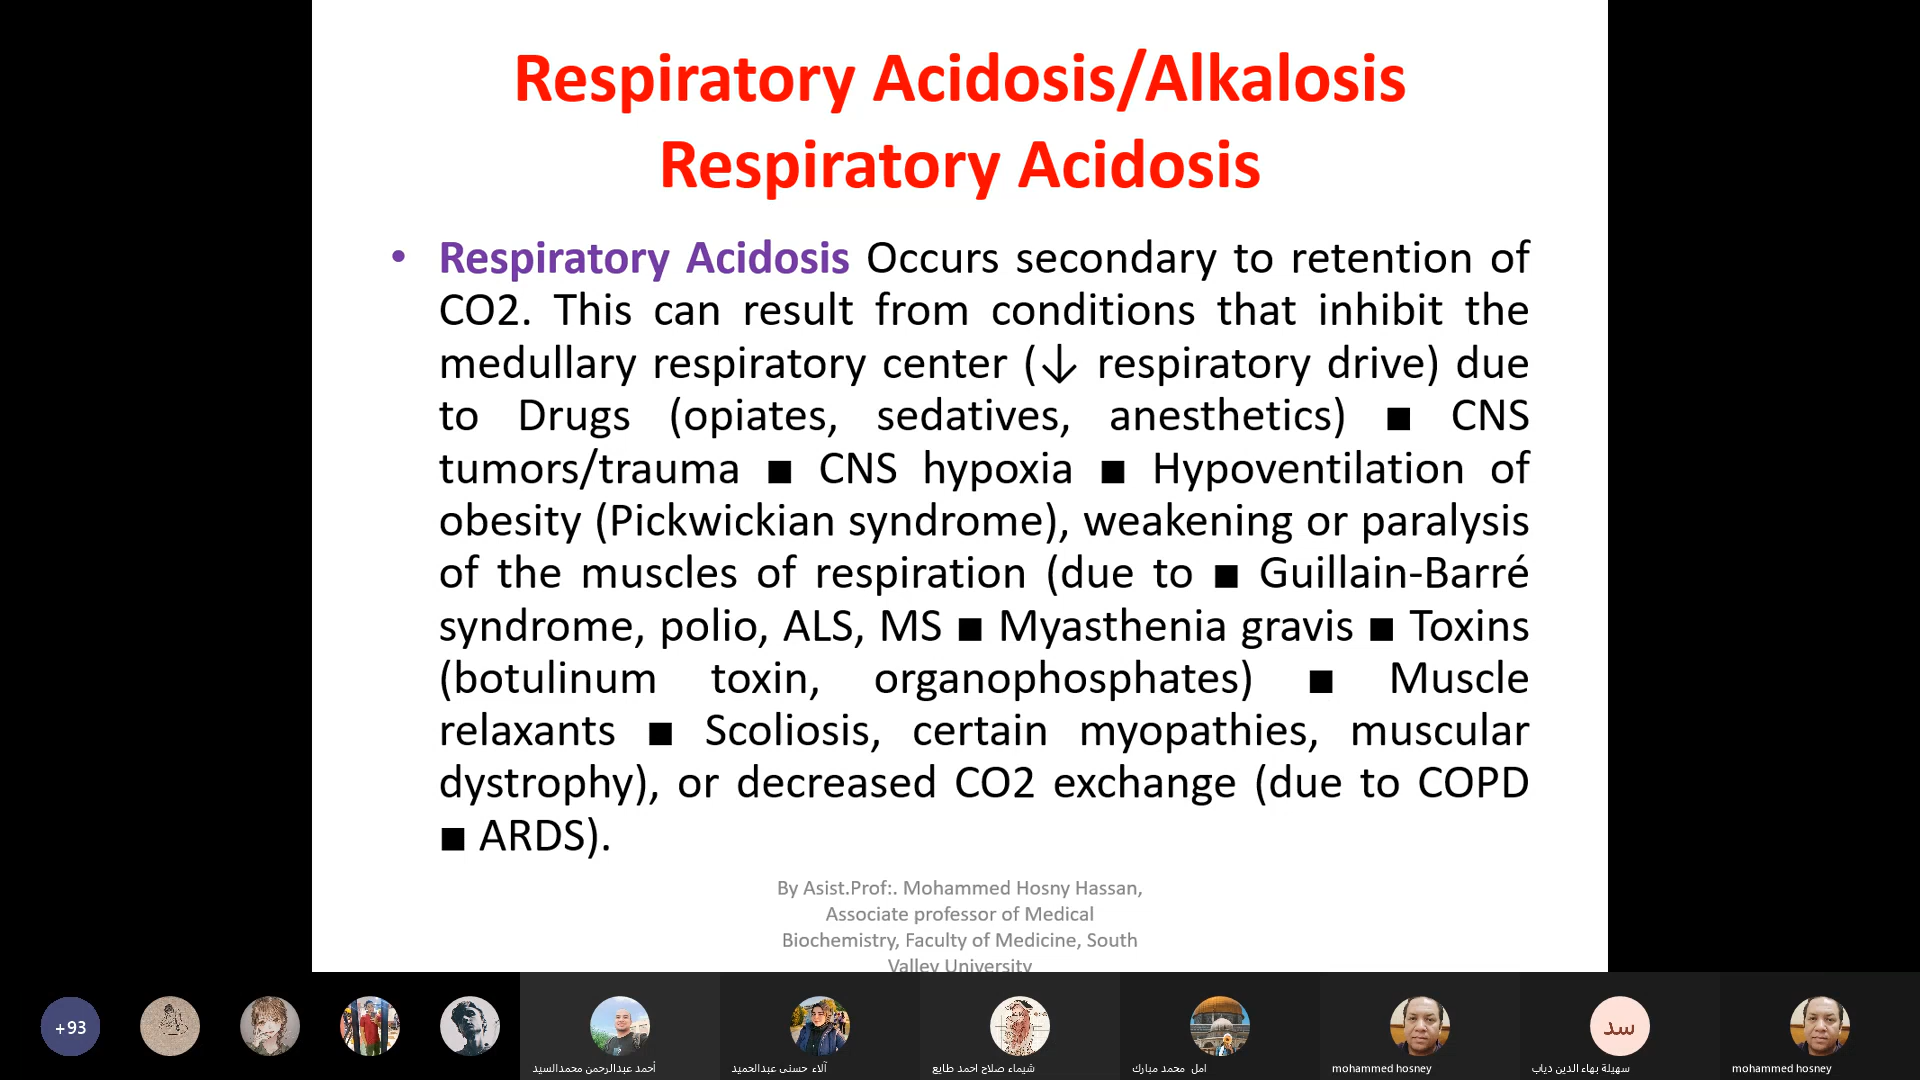 Respiratory Acidosis/Alkalosis
Respiratory Acidosis
• Respiratory Acidosis Occurs secondary to retention of
CO2. This can result from conditions that inhibit the
medullary respiratory center (↓ respiratory drive) due
to Drugs (opiates, sedatives, anesthetics) ■ CNS
tumors/trauma ■ CNS hypoxia ■ Hypoventilation of
obesity (Pickwickian syndrome), weakening or paralysis
of the muscles of respiration (due to ■ Guillain-Barré
syndrome, polio, ALS, MS ■ Myasthenia gravis ■ Toxins
(botulinum toxin, organophosphates) ■ Muscle
relaxants ■ Scoliosis, certain myopathies, muscular
dystrophy), or decreased CO2 exchange (due to COPD
■ ARDS).
By Asist.Prof:. Mohammed Hosny Hassan,
Associate professor of Medical
Biochemistry, Faculty of Medicine, South
Valley University
+93
سد
أحمد عبدالرحمن محمدالسيد
آلاء حسنى عبدالحميد
شيماء صلاح احمد طايع
امل محمد مبارك
mohammed hosney
سهيلة بهاء الدين دياب
mohammed hosney